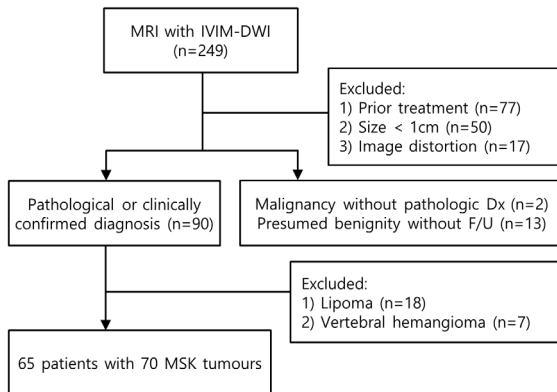 MRI with IVIM-DWI
(n=249)
Excluded:
1) Prior treatment (n=77)
2) Size < 1cm (n=50)
3) Image distortion (n=17)
Pathological or clinically
confirmed diagnosis (n=90)
Malignancy without pathologic Dx (n=2)
Presumed benignity without F/U (n=13)
Excluded:
1) Lipoma (n=18)
2) Vertebral hemangioma (n=7)
65 patients with 70 MSK tumours